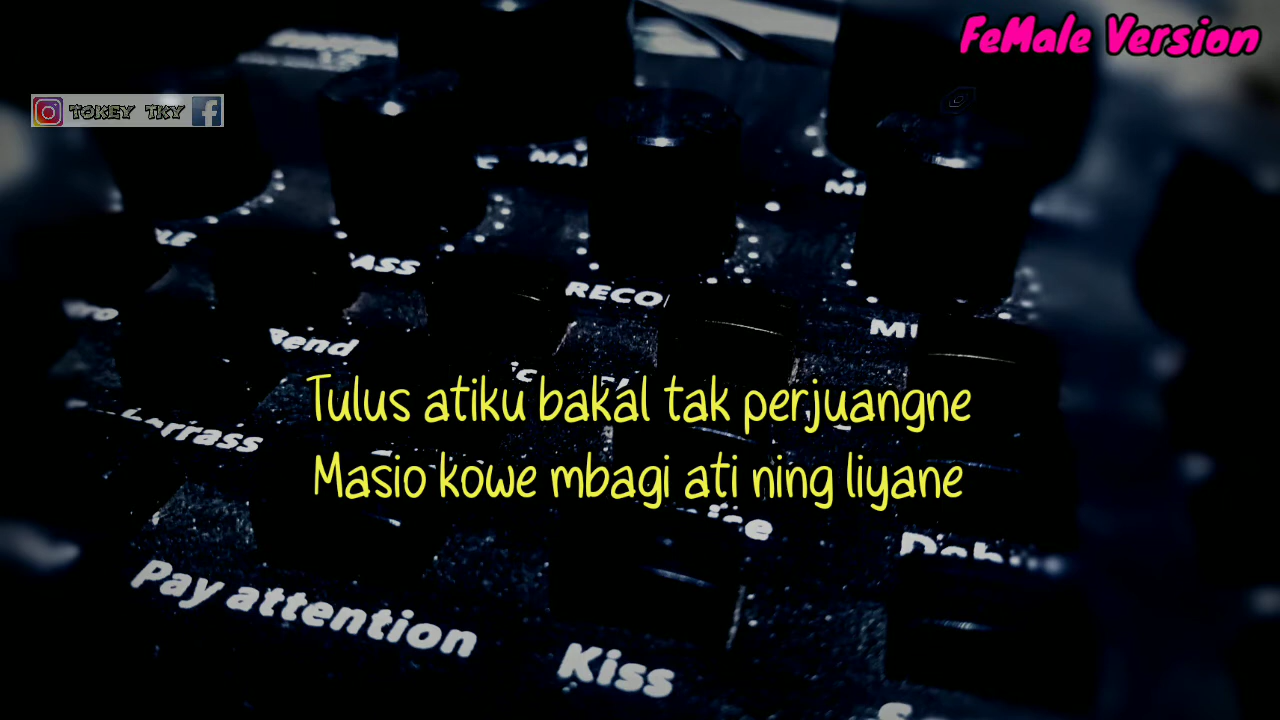 FeMale Version
TOKEY TKY
RECO
Bend
Tulus atiku bakal tak perjuangne
Masio kowe mbagi ati ning liyane
Pay attention
Kiss